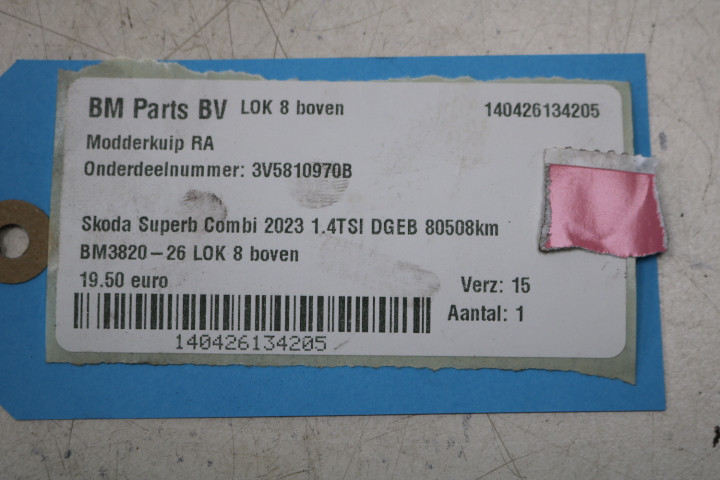 BM Parts BV LOK 8 boven 140426134205
Modderkuip RA
Onderdeelnummer: 3V5810970B
Skoda Superb Combi 2023 1.4TSI DGEB 80508km
BM3820-26 LOK 8 boven
19.50 euro Verz: 15
Aantal: 1
140426134205